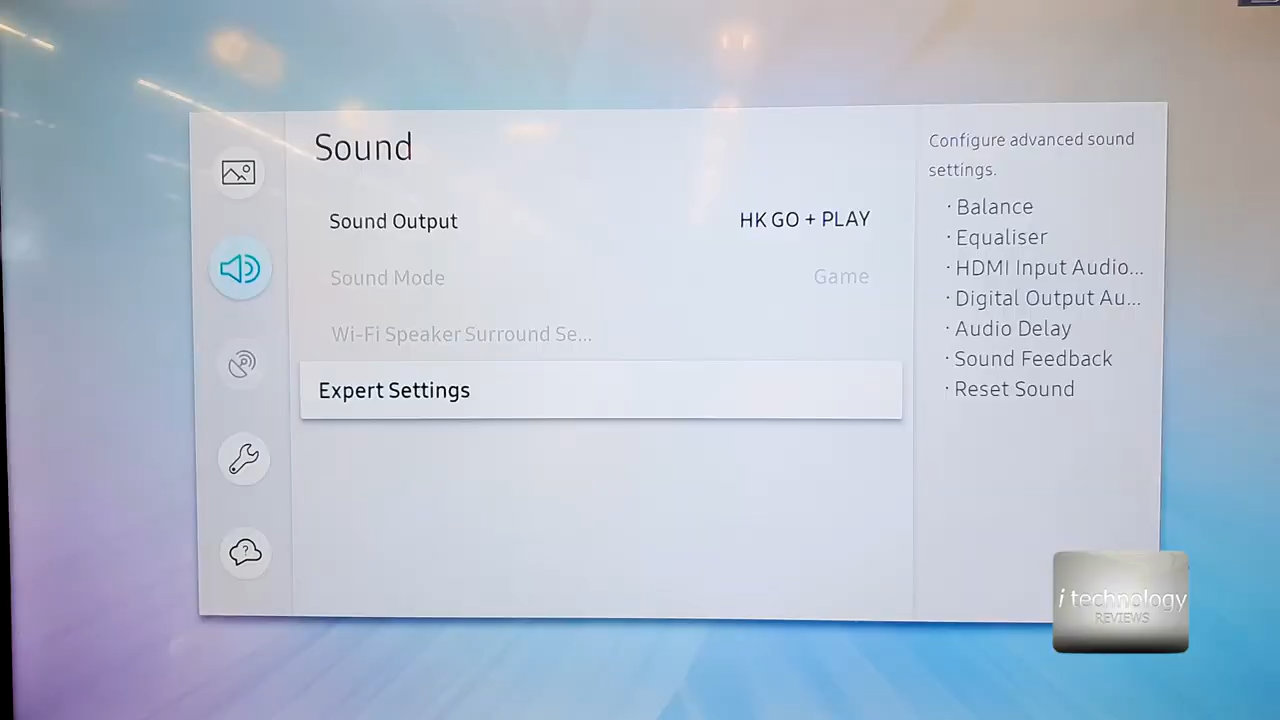 Sound
Sound Output HK GO + PLAY
Sound Mode Game
Wi-Fi Speaker Surround Se...
Expert Settings
Configure advanced sound
settings.
· Balance
· Equaliser
· HDMI Input Audio...
· Digital Output Au...
· Audio Delay
· Sound Feedback
· Reset Sound
?
i technology
REVIEWS